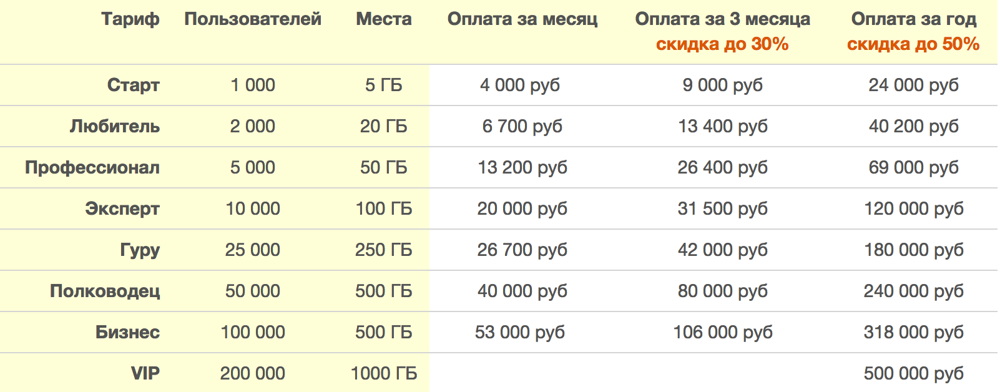 Тариф Пользователей Места Оплата за месяц Оплата за 3 месяца Оплата за год
скидка до 30% скидка до 50%
Старт 1 000 5 ГБ 4 000 руб 9 000 руб 24 000 руб
Любитель 2 000 20 ГБ 6 700 руб 13 400 руб 40 200 руб
Профессионал 5 000 50 ГБ 13 200 руб 26 400 руб 69 000 руб
Эксперт 10 000 100 ГБ 20 000 руб 31 500 руб 120 000 руб
Гуру 25 000 250 ГБ 26 700 руб 42 000 руб 180 000 руб
Полководец 50 000 500 ГБ 40 000 руб 80 000 руб 240 000 руб
Бизнес 100 000 500 ГБ 53 000 руб 106 000 руб 318 000 руб
VIP 200 000 1000 ГБ 500 000 руб